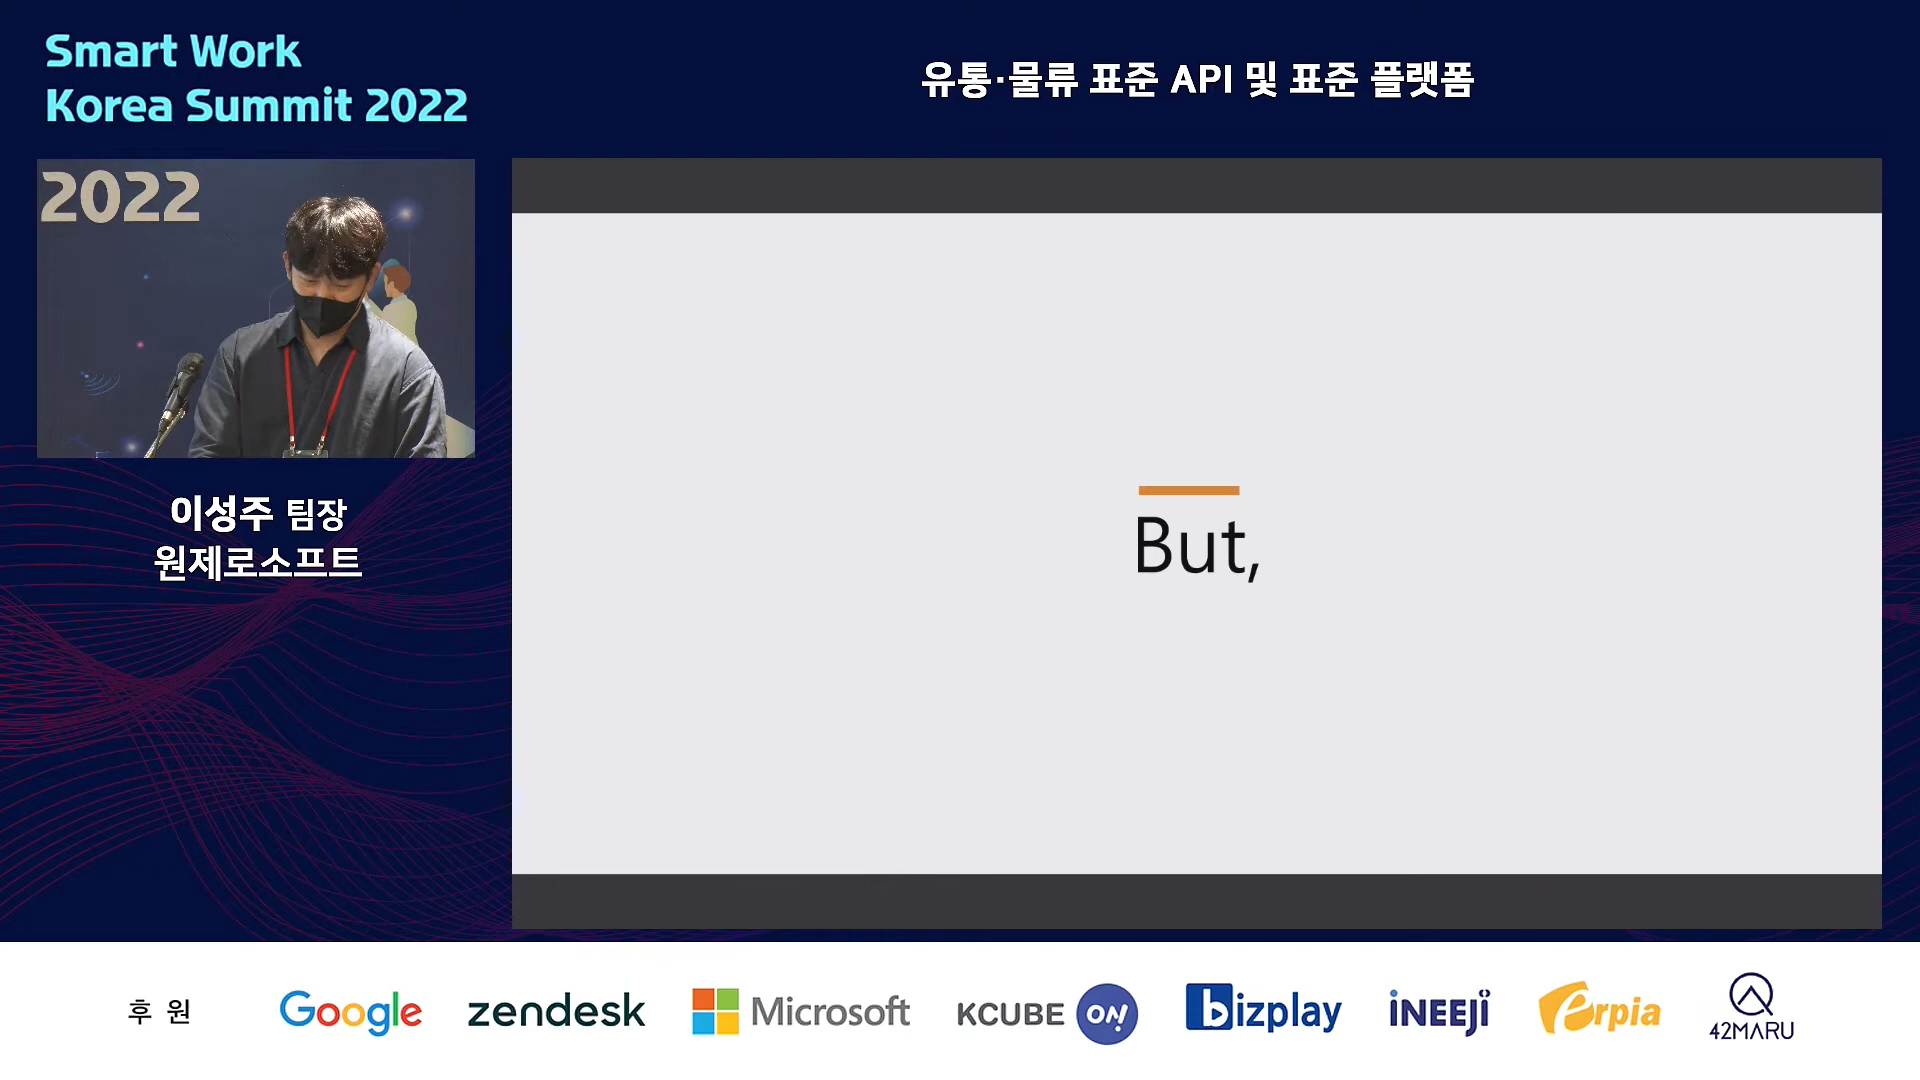 Smart Work
Korea Summit 2022
유통·물류 표준 API 및 표준 플랫폼
2022
이성주 팀장
원제로소프트
But,
후 원
Google
zendesk
Microsoft
KCUBE ON!
bizplay
iNEEJi
erpia
42MARU